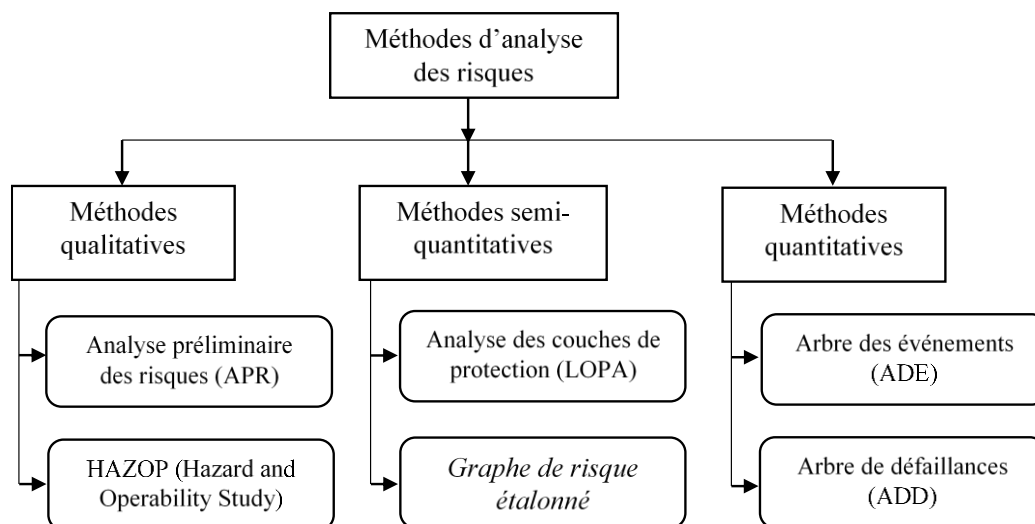 Méthodes d’analyse
des risques
Méthodes
qualitatives
Méthodes semi-
quantitatives
Méthodes
quantitatives
Analyse préliminaire
des risques (APR)
Analyse des couches de
protection (LOPA)
Arbre des événements
(ADE)
HAZOP (Hazard and
Operability Study)
Graphe de risque
étalonné
Arbre de défaillances
(ADD)